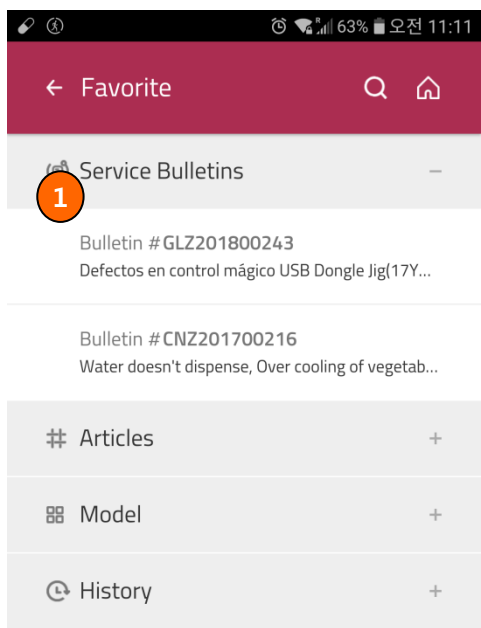 63% 오전 11:11
Favorite
Service Bulletins
1
Bulletin #GLZ201800243
Defectos en control mágico USB Dongle Jig(17Y...
Bulletin #CNZ201700216
Water doesn't dispense, Over cooling of vegetab...
Articles
Model
History